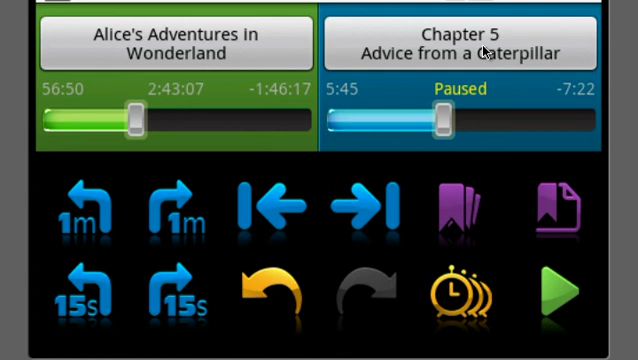 Alice's Adventures in
Wonderland
56:50 2:43:07 -1:46:17
Chapter 5
Advice from a Caterpillar
5:45 Paused -7:22
1m 1m
15s 15s